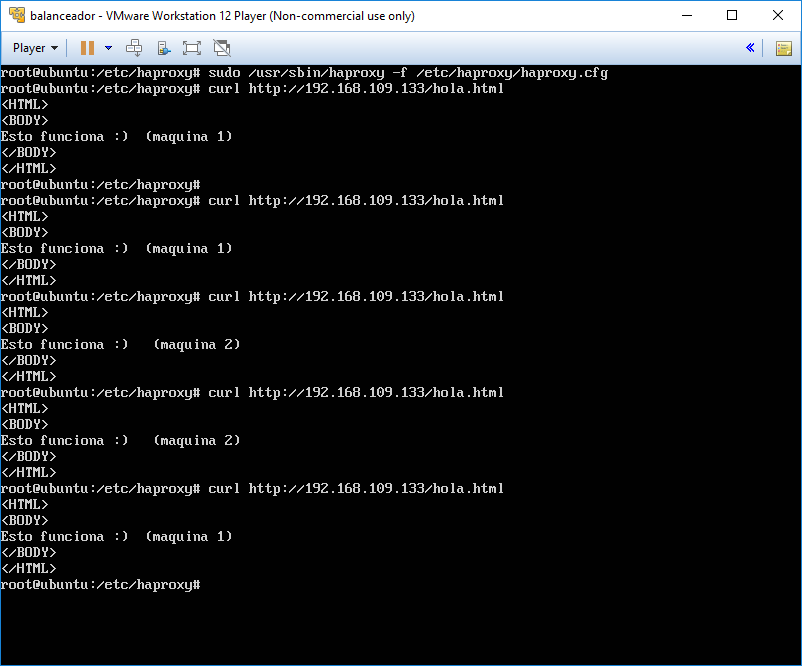 balanceador - VMware Workstation 12 Player (Non-commercial use only)
Player
root@ubuntu:/etc/haproxy# sudo /usr/sbin/haproxy -f /etc/haproxy/haproxy.cfg
root@ubuntu:/etc/haproxy# curl http://192.168.109.133/hola.html
<HTML>
<BODY>
Esto funciona :)  (maquina 1)
</BODY>
</HTML>
root@ubuntu:/etc/haproxy#
root@ubuntu:/etc/haproxy# curl http://192.168.109.133/hola.html
<HTML>
<BODY>
Esto funciona :)  (maquina 1)
</BODY>
</HTML>
root@ubuntu:/etc/haproxy# curl http://192.168.109.133/hola.html
<HTML>
<BODY>
Esto funciona :)   (maquina 2)
</BODY>
</HTML>
root@ubuntu:/etc/haproxy# curl http://192.168.109.133/hola.html
<HTML>
<BODY>
Esto funciona :)   (maquina 2)
</BODY>
</HTML>
root@ubuntu:/etc/haproxy# curl http://192.168.109.133/hola.html
<HTML>
<BODY>
Esto funciona :)  (maquina 1)
</BODY>
</HTML>
root@ubuntu:/etc/haproxy#